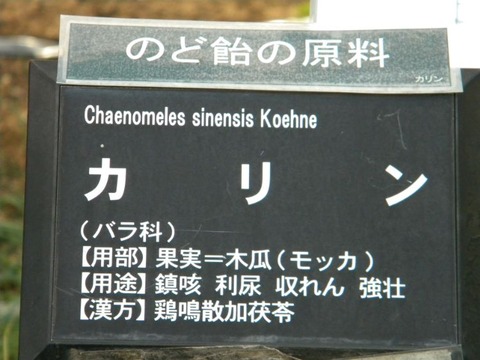 のど飴の原料
カリン
Chaenomeles sinensis Koehne
カリン
(バラ科)
【用部】果実=木瓜(モッカ)
【用途】鎮咳 利尿 収れん 強壮
【漢方】鶏鳴散加茯苓